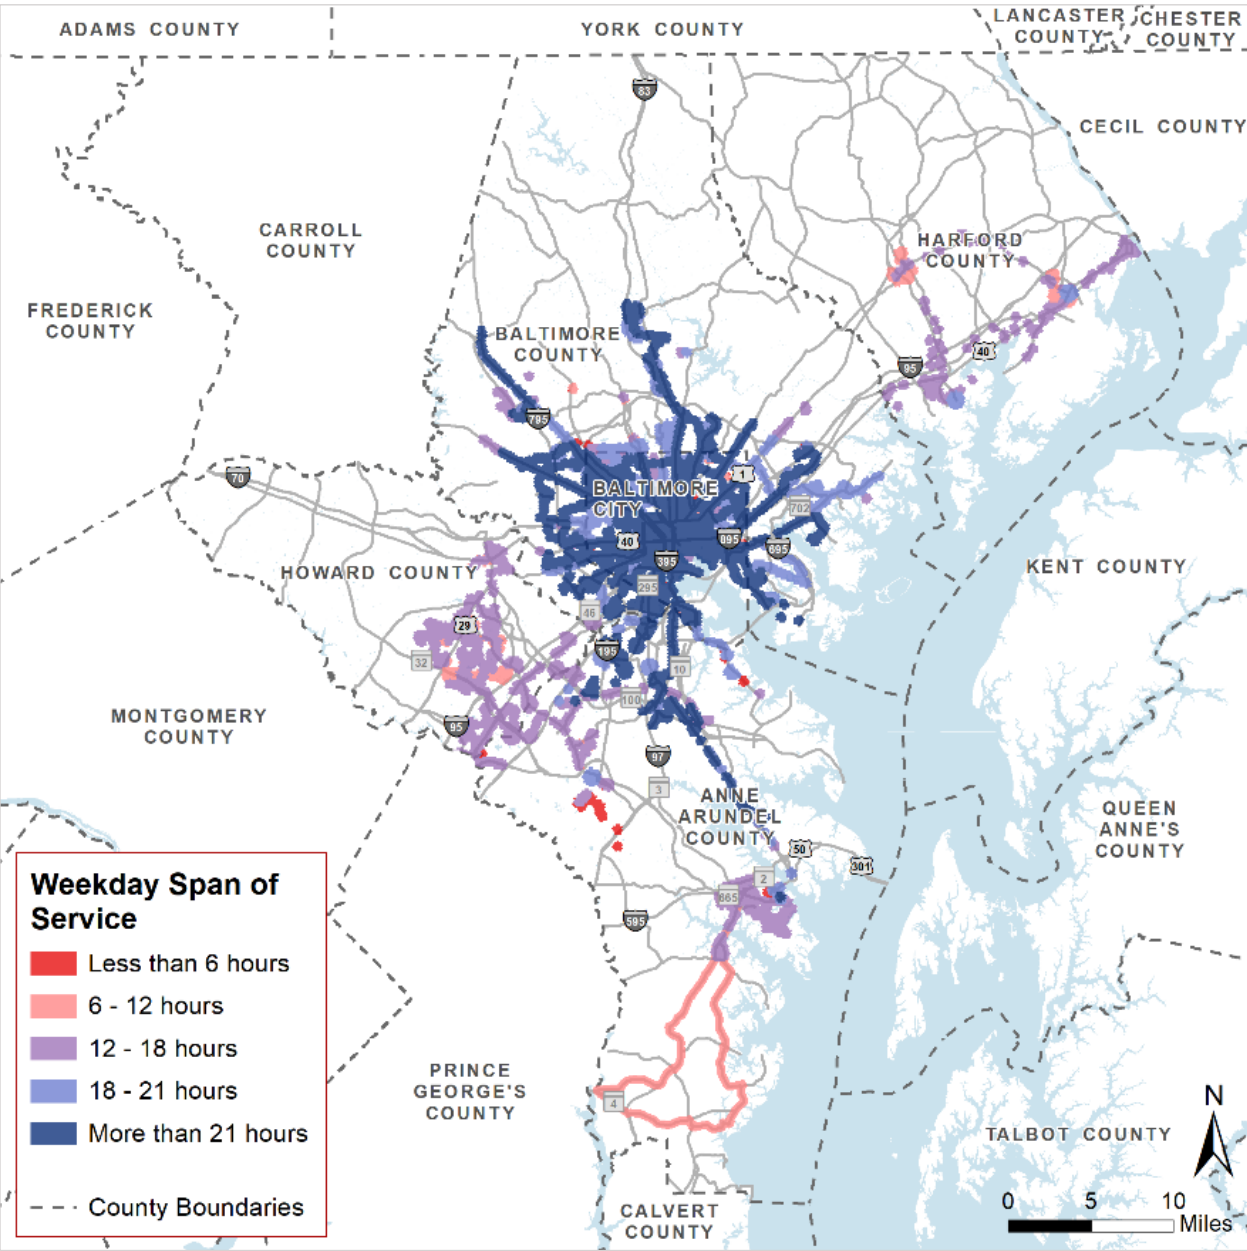 ADAMS COUNTY
YORK COUNTY
LANCASTER
COUNTY
CHESTER
COUNTY
83
CECIL COUNTY
CARROLL
COUNTY
HARFORD
COUNTY
FREDERICK
COUNTY
BALTIMORE
COUNTY
40
95
795
70
1
BALTIMORE
CITY
702
40
895
695
395
HOWARD COUNTY
KENT COUNTY
295
46
29
195
32
10
100
MONTGOMERY
COUNTY
95
97
3
ANNE
ARUNDEL
COUNTY
QUEEN
ANNE'S
COUNTY
50
301
2
665
595
Weekday Span of
Service
Less than 6 hours
6 - 12 hours
12 - 18 hours
18 - 21 hours
More than 21 hours
County Boundaries
PRINCE
GEORGE'S
COUNTY
4
TALBOT COUNTY
CALVERT
COUNTY
N
0 5 10
Miles